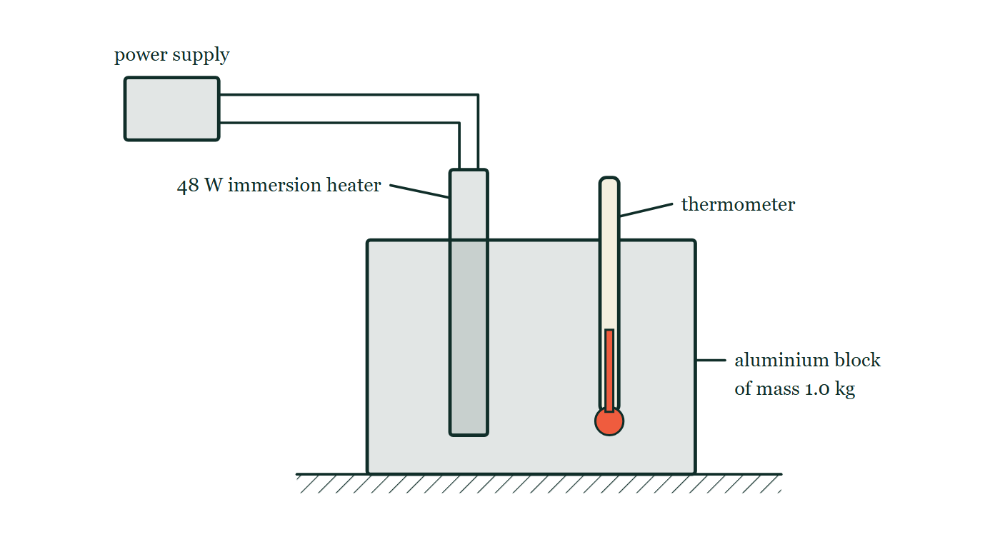 power supply
48 W immersion heater
thermometer
aluminium block
of mass 1.0 kg